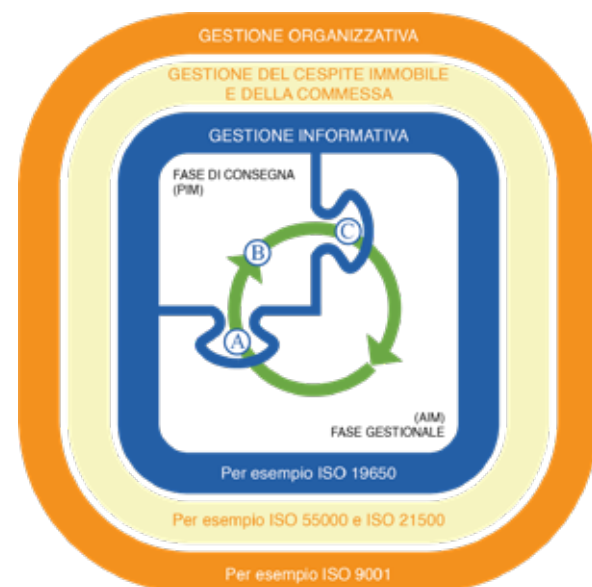 GESTIONE ORGANIZZATIVA
GESTIONE DEL CESPITE IMMOBILE
E DELLA COMMESSA
GESTIONE INFORMATIVA
FASE DI CONSEGNA
(PIM)
C
B
A
(AIM)
FASE GESTIONALE
Per esempio ISO 19650
Per esempio ISO 55000 e ISO 21500
Per esempio ISO 9001